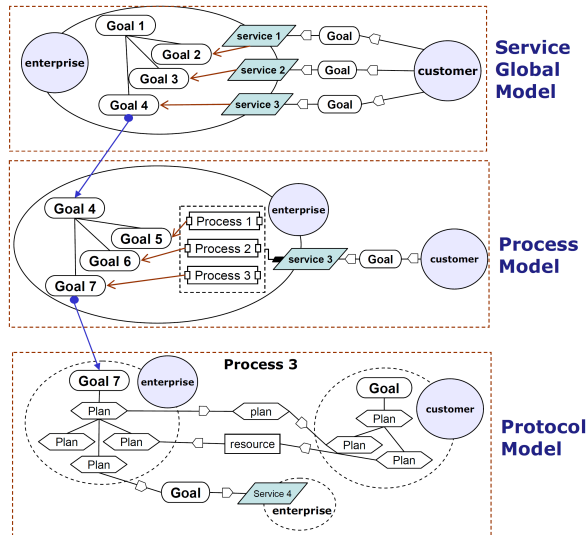 Goal 1
service 1
Goal
Goal 2
enterprise
Service
Global
Model
Goal 3
service 2
Goal
customer
Goal 4
service 3
Goal
Goal 4
enterprise
Process 1
Goal 5
Process 2
Goal 6
service 3
Goal
customer
Process
Model
Goal 7
Process 3
Process 3
Goal 7
enterprise
Goal
customer
Plan
plan
Plan
Protocol
Model
Plan
Plan
resource
Plan
Plan
Plan
Goal
Service 4
enterprise